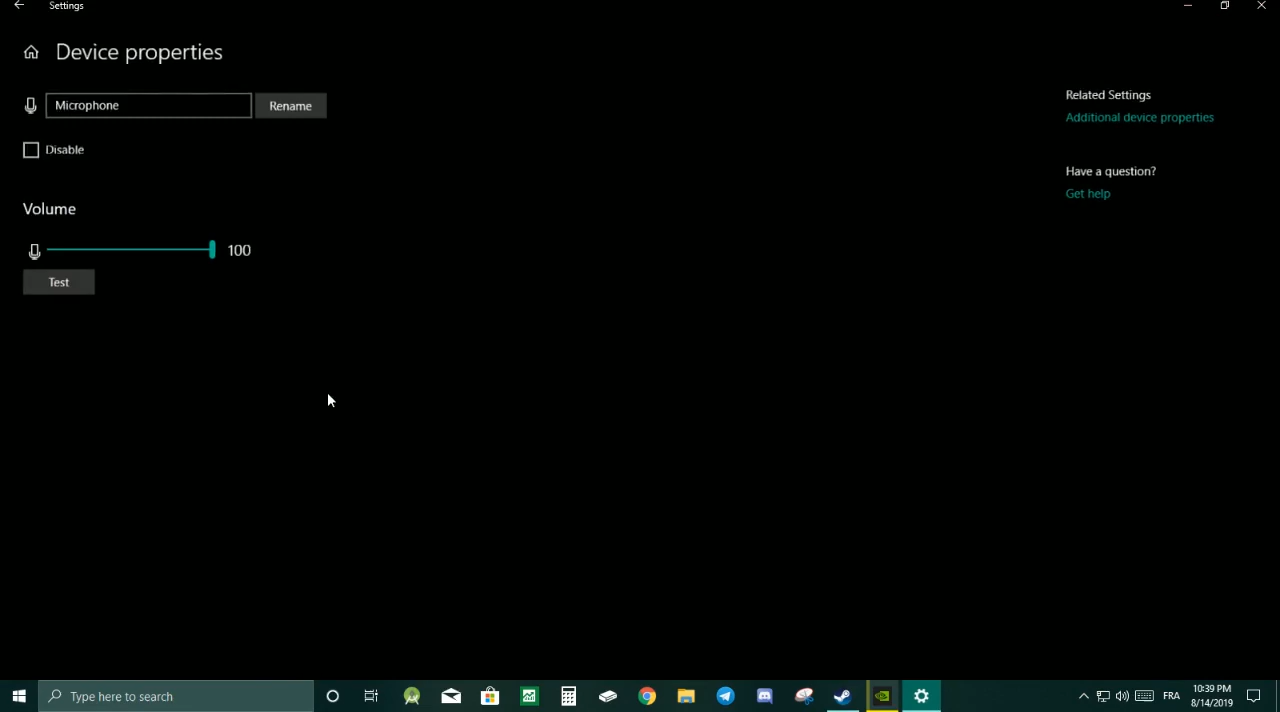 Settings
Device properties
Microphone
Rename
Disable
Volume
100
Test
Related Settings
Additional device properties
Have a question?
Get help
Type here to search
FRA
10:39 PM
8/14/2019